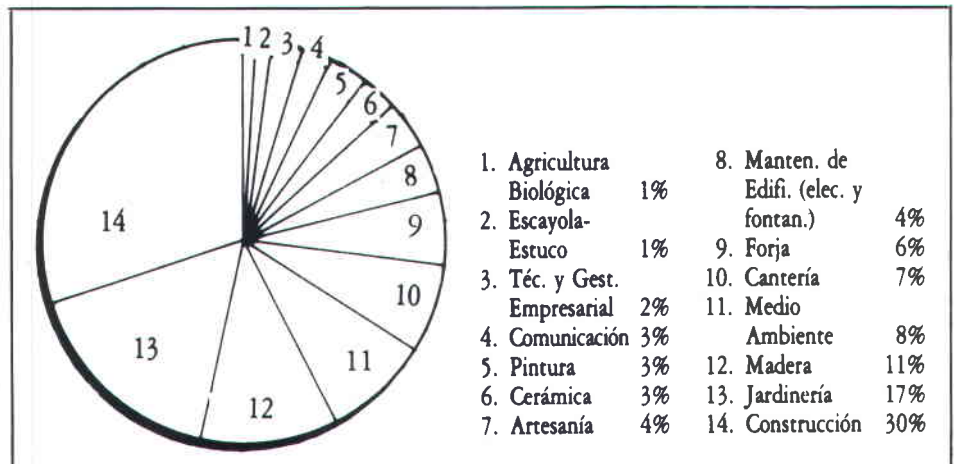 1 2 3 4
5
6
7
8
9
10
11
12
13
14
1. Agricultura
Biológica 1%
2. Escayola-
Estuco 1%
3. Téc. y Gest.
Empresarial 2%
4. Comunicación 3%
5. Pintura 3%
6. Cerámica 3%
7. Artesanía 4%
8. Manten. de
Edifi. (elec. y
fontan.) 4%
9. Forja 6%
10. Cantería 7%
11. Medio
Ambiente 8%
12. Madera 11%
13. Jardinería 17%
14. Construcción 30%